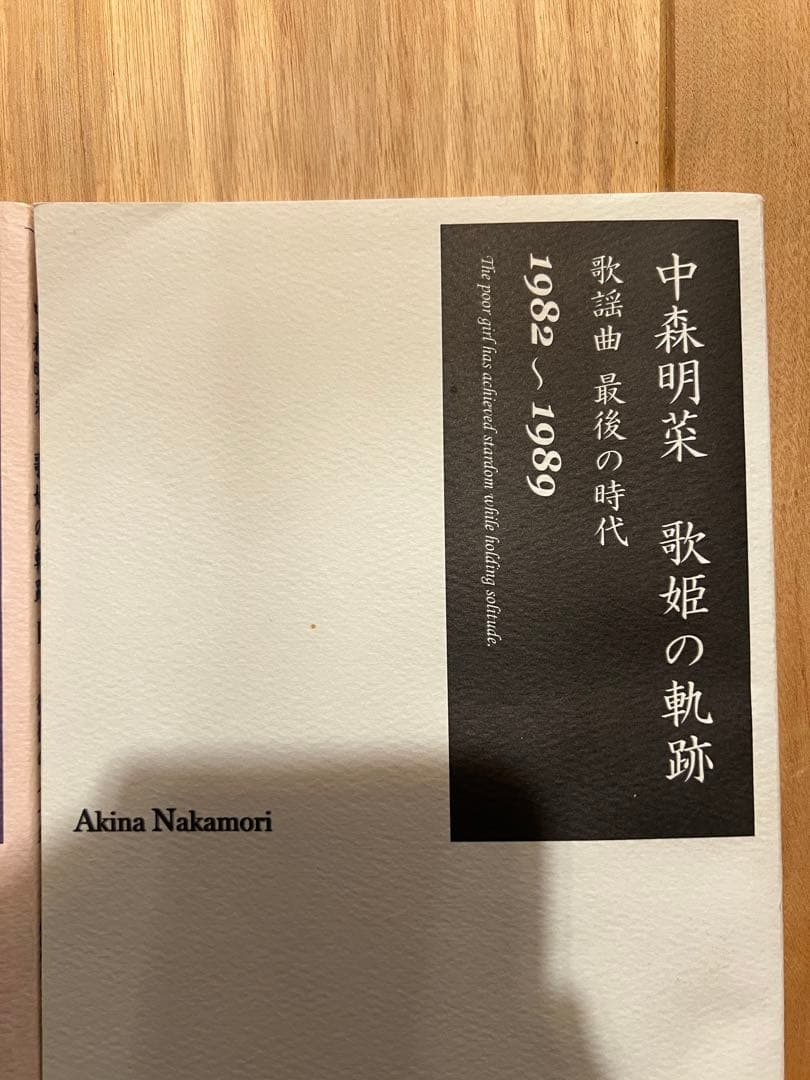 中森明菜 歌姫の軌跡
歌謡曲 最後の時代
1982～1989
The poor girl has achieved stardom while holding solitude.
Akina Nakamori